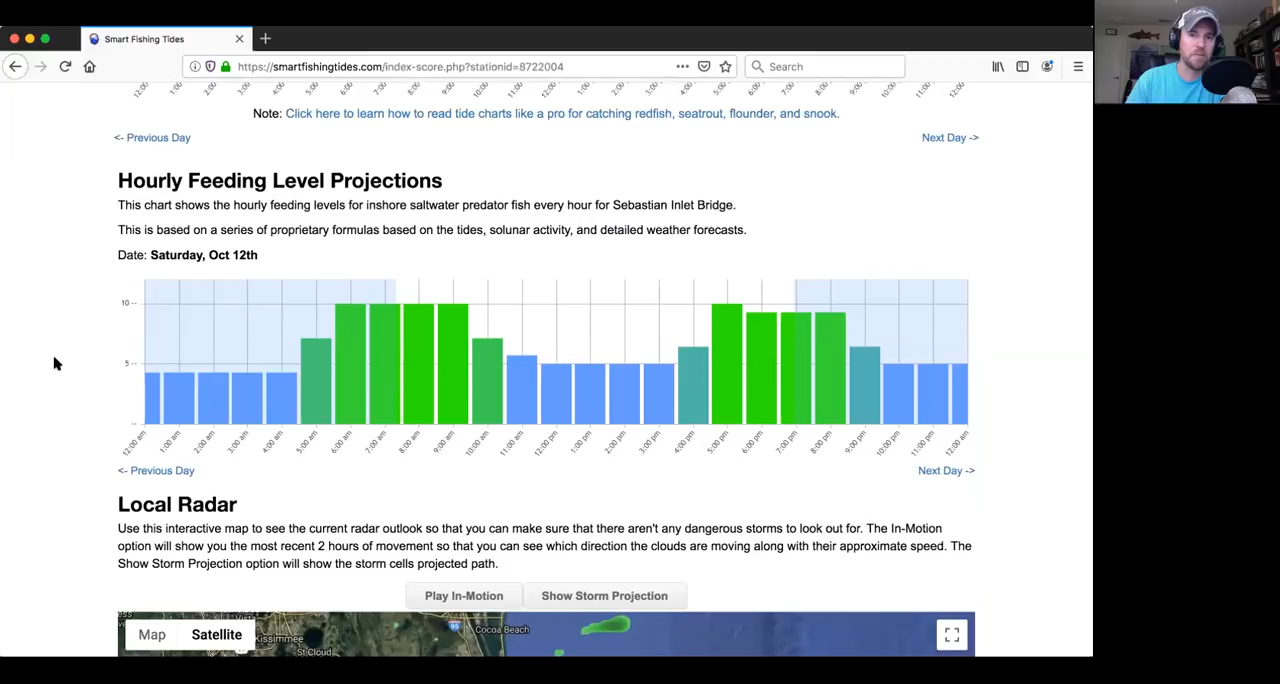 Smart Fishing Tides
https://smartfishingtides.com/index-score.php?stationid=8722004
Search
Note: Click here to learn how to read tide charts like a pro for catching redfish, seatrout, flounder, and snook.
<- Previous Day
Next Day ->
Hourly Feeding Level Projections
This chart shows the hourly feeding levels for inshore saltwater predator fish every hour for Sebastian Inlet Bridge.
This is based on a series of proprietary formulas based on the tides, solunar activity, and detailed weather forecasts.
Date: Saturday, Oct 12th
10
5
12:00 am 1:00 am 2:00 am 3:00 am 4:00 am 5:00 am 6:00 am 7:00 am 8:00 am 9:00 am 10:00 am 11:00 am 12:00 pm 1:00 pm 2:00 pm 3:00 pm 4:00 pm 5:00 pm 6:00 pm 7:00 pm 8:00 pm 9:00 pm 10:00 pm 11:00 pm 12:00 am
<- Previous Day
Next Day ->
Local Radar
Use this interactive map to see the current radar outlook so that you can make sure that there aren't any dangerous storms to look out for. The In-Motion
option will show you the most recent 2 hours of movement so that you can see which direction the clouds are moving along with their approximate speed. The
Show Storm Projection option will show the storm cells projected path.
Play In-Motion
Show Storm Projection
Map
Satellite
Kissimmee
St Cloud
95
Cocoa Beach